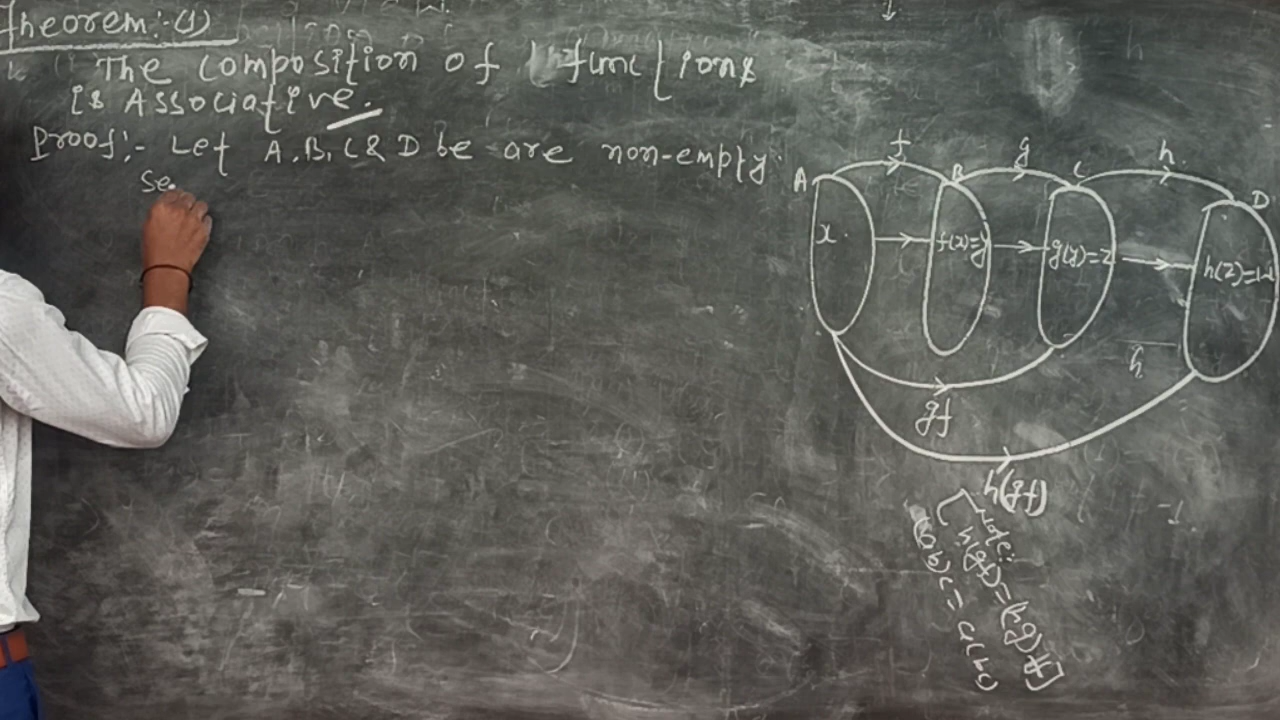 Theorem:-(1)
The composition of functions
is Associative.
Proof:- Let A,B,C & D be are non-empty
se
f g h
A B C D
x f(x)=y g(y)=z h(z)=w
h
gf
h(gf)
[Note:
h(gf)=(hg)f]
(ab)c=a(bc)